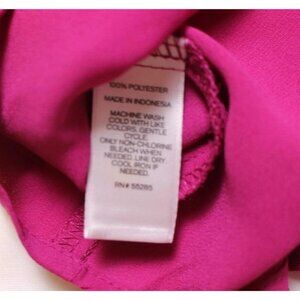 100% POLYESTER
MADE IN INDONESIA
MACHINE WASH
COLD WITH LIKE
COLORS, GENTLE
CYCLE.
ONLY NON-CHLORINE
BLEACH WHEN
NEEDED. LINE DRY.
COOL IRON IF
NEEDED.
RN# 55285